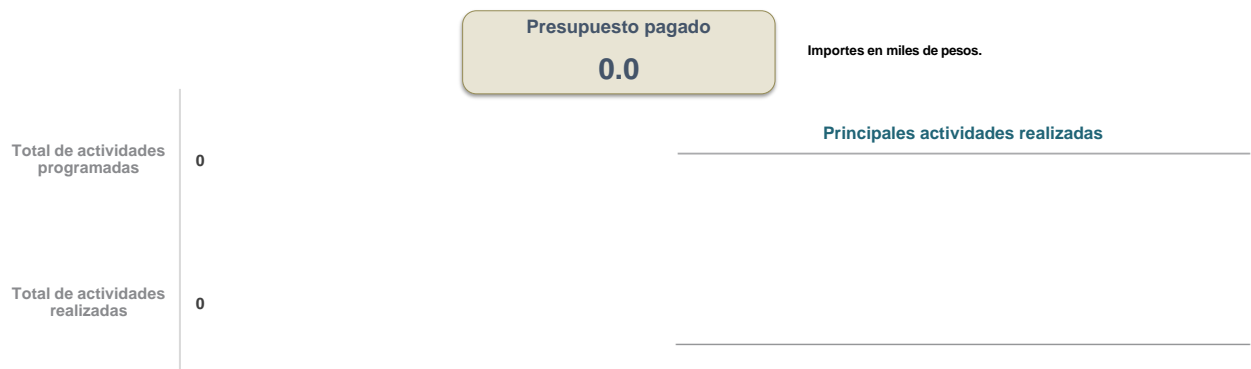 Presupuesto pagado
0.0
Importes en miles de pesos.
Principales actividades realizadas
Total de actividades
programadas
0
Total de actividades
realizadas
0